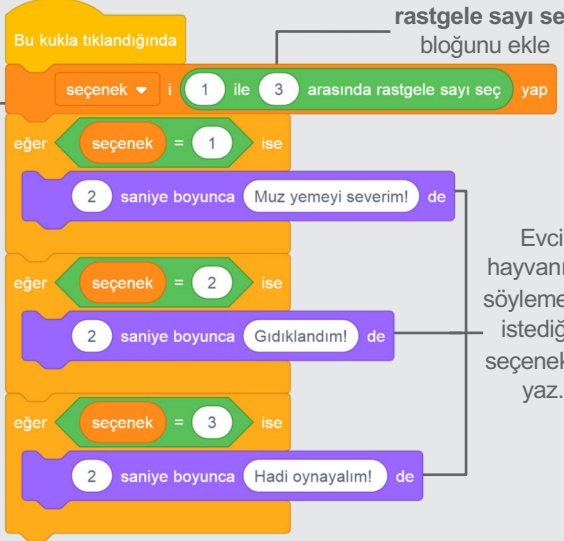 rastgele sayı se
bloğunu ekle
Bu kukla tıklandığında
seçenek i 1 ile 3 arasında rastgele sayı seç yap
eğer seçenek = 1 ise
2 saniye boyunca Muz yemeyi severim! de
eğer seçenek = 2 ise
2 saniye boyunca Gıdıklandım! de
eğer seçenek = 3 ise
2 saniye boyunca Hadi oynayalım! de
Evci
hayvanı
söyleme
istediğ
seçenek
yaz.